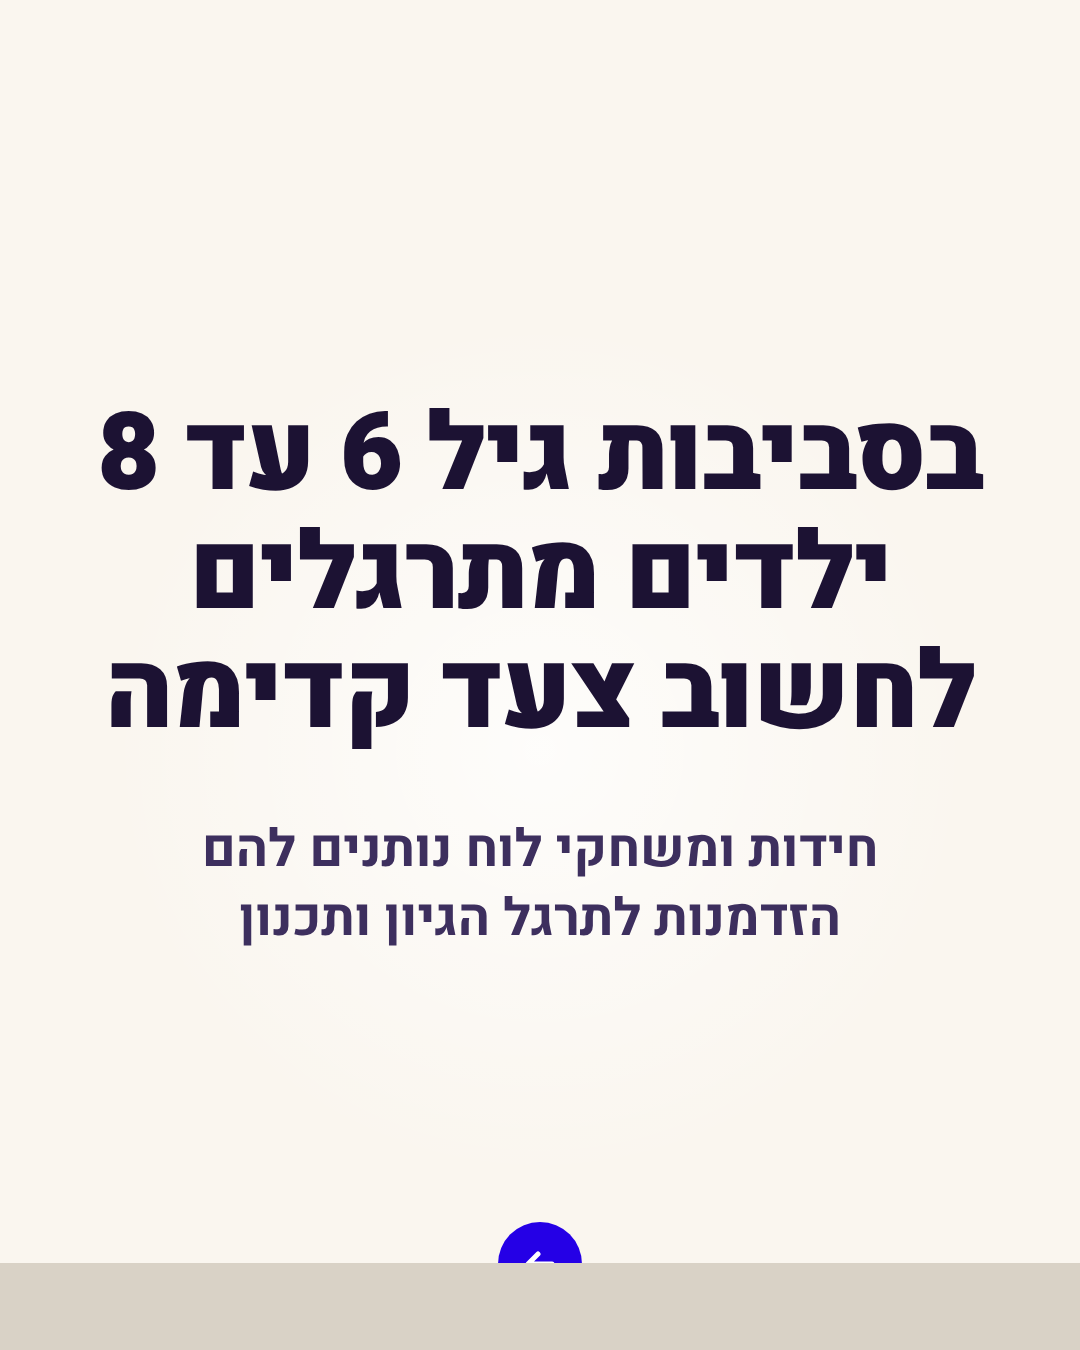 בסביבות גיל 6 עד 8
ילדים מתרגלים
לחשוב צעד קדימה
חידות ומשחקי לוח נותנים להם
הזדמנות לתרגל הגיון ותכנון